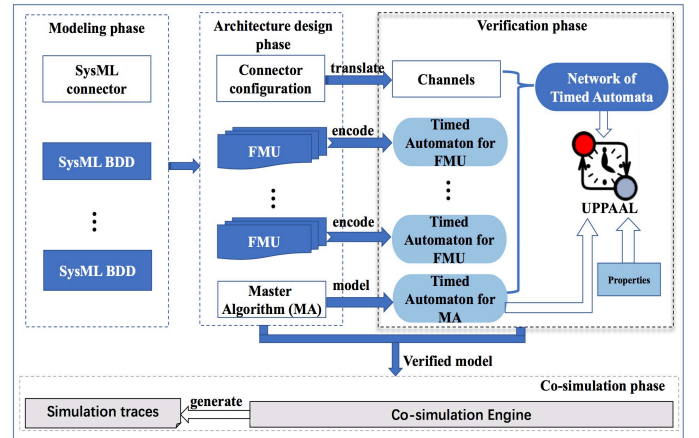 Modeling phase
SysML
connector
SysML BDD
⋮
SysML BDD
Architecture design
phase
Connector
configuration
FMU
⋮
FMU
Master
Algorithm (MA)
translate
encode
encode
model
Verification phase
Channels
Timed
Automaton for
FMU
⋮
Timed
Automaton for
FMU
Timed
Automaton for
MA
Network of
Timed Automata
UPPAAL
Properties
Verified model
Co-simulation phase
Simulation traces
generate
Co-simulation Engine